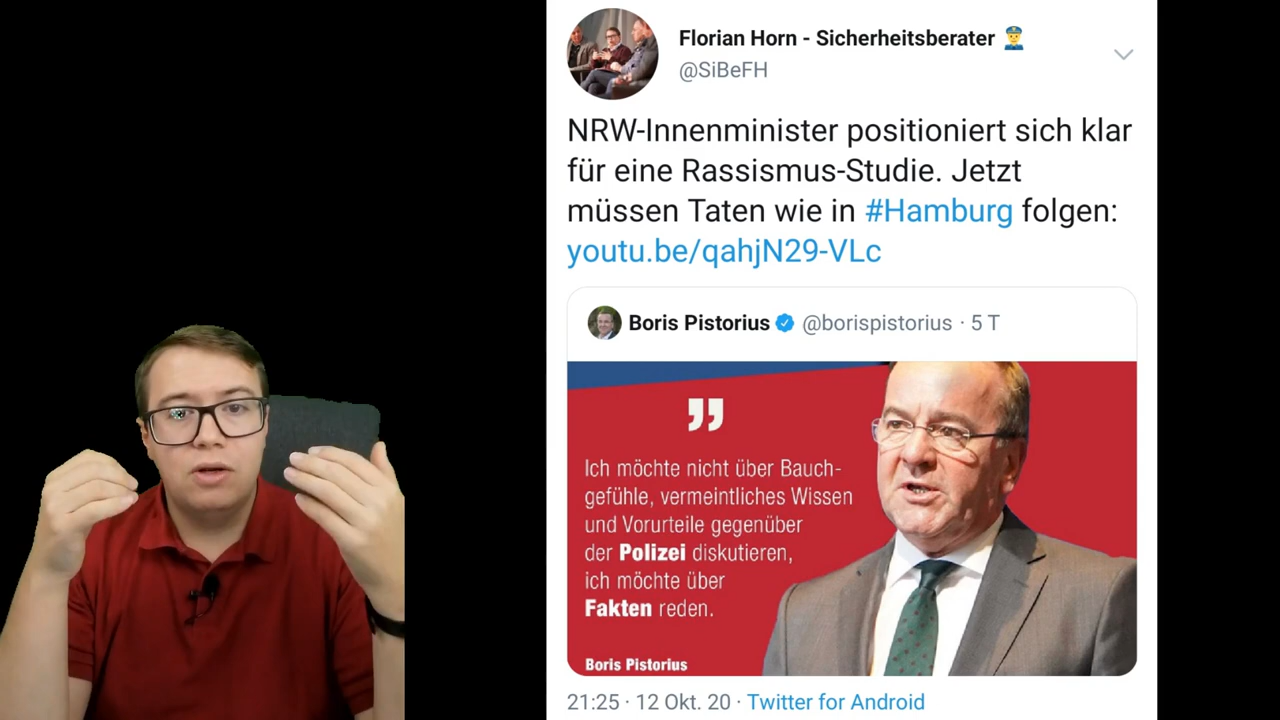 Florian Horn - Sicherheitsberater 👮‍♂️
@SiBeFH
NRW-Innenminister positioniert sich klar
für eine Rassismus-Studie. Jetzt
müssen Taten wie in #Hamburg folgen:
youtu.be/qahjN29-VLc
Boris Pistorius @borispistorius · 5 T
”
Ich möchte nicht über Bauch-
gefühle, vermeintliches Wissen
und Vorurteile gegenüber
der Polizei diskutieren,
ich möchte über
Fakten reden.
Boris Pistorius
21:25 · 12 Okt. 20 · Twitter for Android